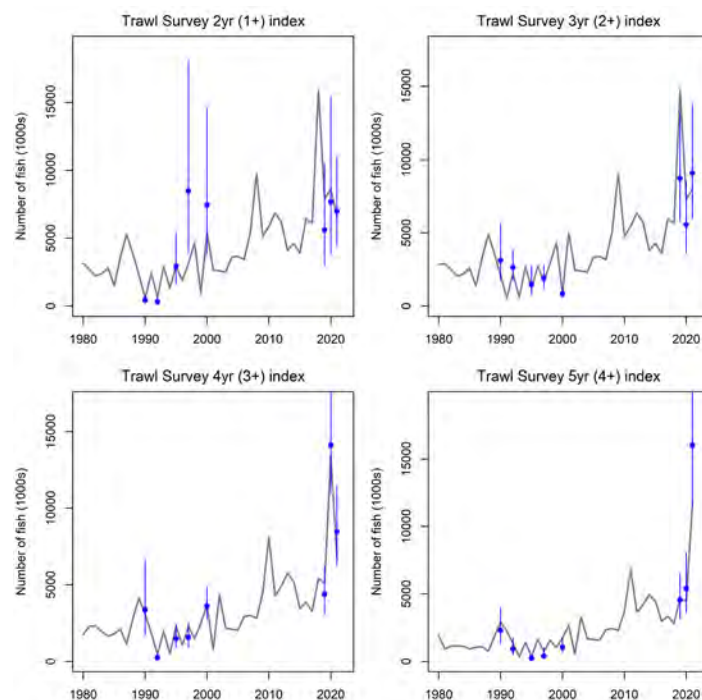 Trawl Survey 2yr (1+) index
Number of fish (1000s)
15000
10000
5000
0
1980 1990 2000 2010 2020
Trawl Survey 3yr (2+) index
Number of fish (1000s)
15000
10000
5000
0
1980 1990 2000 2010 2020
Trawl Survey 4yr (3+) index
Number of fish (1000s)
15000
10000
5000
0
1980 1990 2000 2010 2020
Trawl Survey 5yr (4+) index
Number of fish (1000s)
15000
10000
5000
0
1980 1990 2000 2010 2020